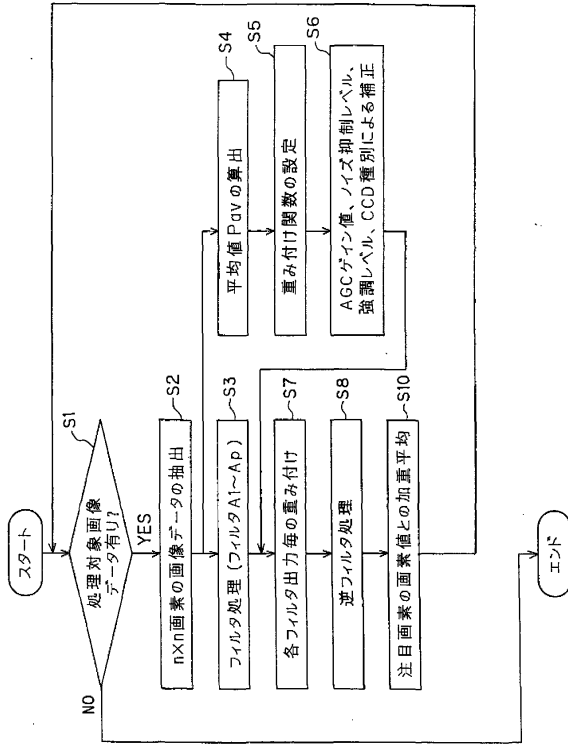 スタート
S1
処理対象画像
データ有り?
NO
YES
S2
n×n画素の画像データの抽出
S3
フィルタ処理(フィルタA1~Ap)
S4
平均値Pavの算出
S5
重み付け関数の設定
S6
AGCゲイン値、ノイズ抑制レベル、
強調レベル、CCD種別による補正
S7
各フィルタ出力毎の重み付け
S8
逆フィルタ処理
S10
注目画素の画素値との加重平均
エンド